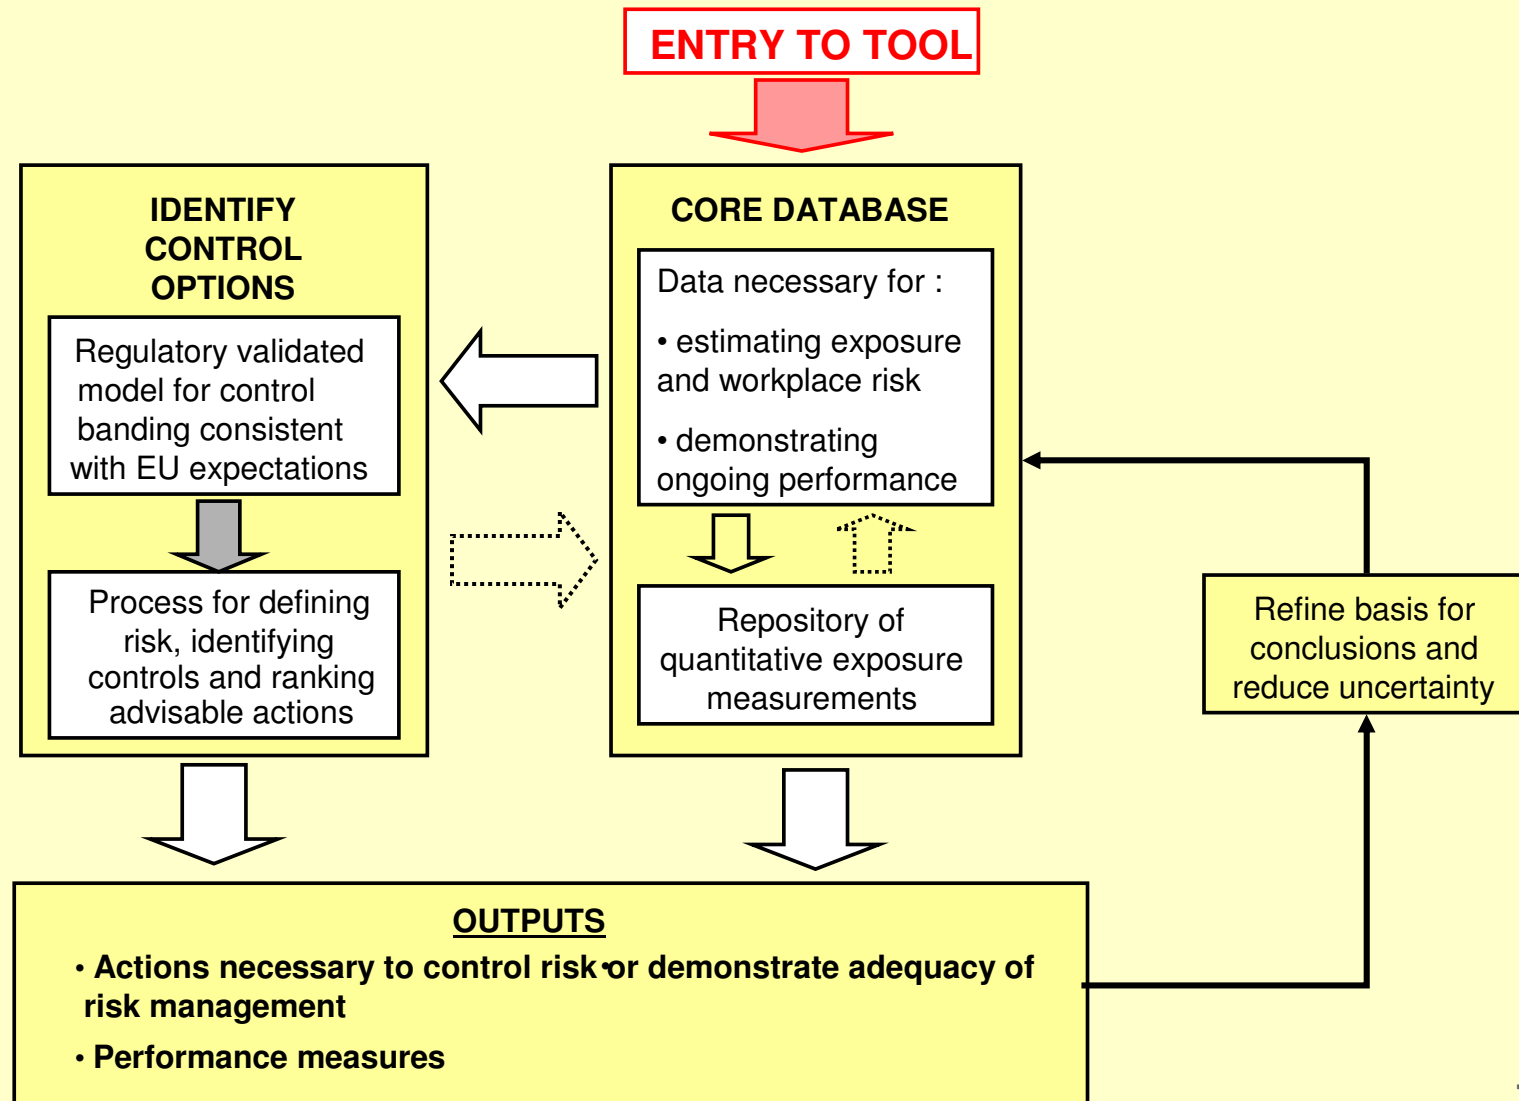 ENTRY TO TOOL
IDENTIFY
CONTROL
OPTIONS
Regulatory validated
model for control
banding consistent
with EU expectations
Process for defining
risk, identifying
controls and ranking
advisable actions
CORE DATABASE
Data necessary for :
• estimating exposure
and workplace risk
• demonstrating
ongoing performance
Repository of
quantitative exposure
measurements
Refine basis for
conclusions and
reduce uncertainty
OUTPUTS
• Actions necessary to control risk •or demonstrate adequacy of
risk management
• Performance measures